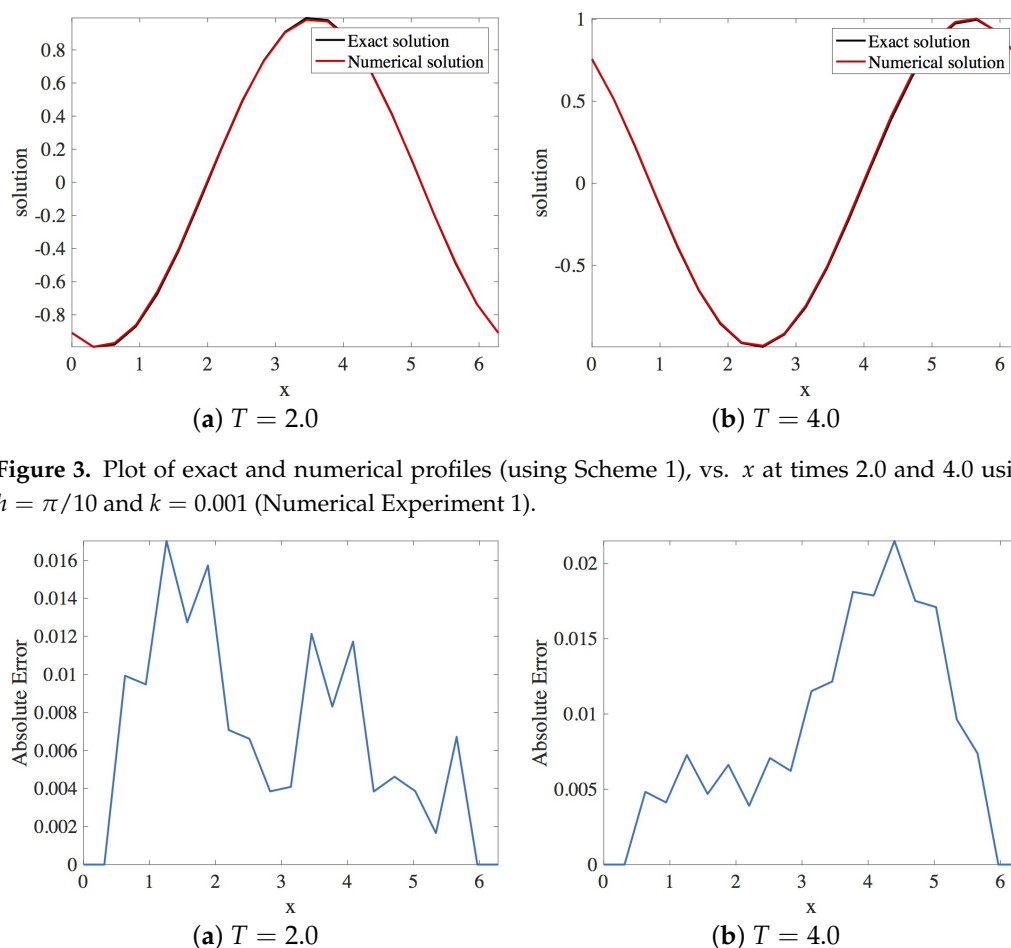 0.8
0.6
0.4
0.2
0
-0.2
-0.4
-0.6
-0.8
solution
Exact solution
Numerical solution
0 1 2 3 4 5 6
x
(a) T = 2.0
1
0.5
0
-0.5
solution
Exact solution
Numerical solution
0 1 2 3 4 5 6
x
(b) T = 4.0
igure 3. Plot of exact and numerical profiles (using Scheme 1), vs. x at times 2.0 and 4.0 usi
h = π/10 and k = 0.001 (Numerical Experiment 1).
0.016
0.014
0.012
0.01
0.008
0.006
0.004
0.002
0
Absolute Error
0 1 2 3 4 5 6
x
(a) T = 2.0
0.02
0.015
0.01
0.005
0
Absolute Error
0 1 2 3 4 5 6
x
(b) T = 4.0